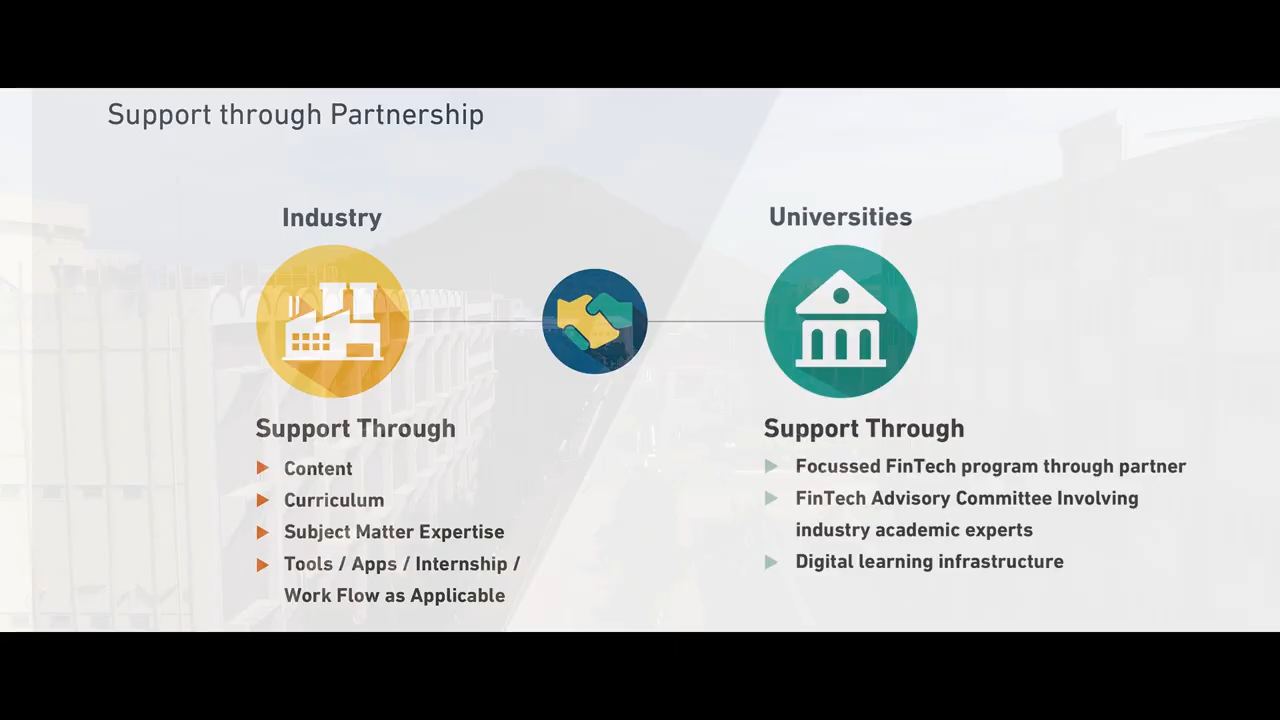 Support through Partnership
Industry
Universities
Support Through
Content
Curriculum
Subject Matter Expertise
Tools / Apps / Internship /
Work Flow as Applicable
Support Through
Focussed FinTech program through partner
FinTech Advisory Committee Involving
industry academic experts
Digital learning infrastructure